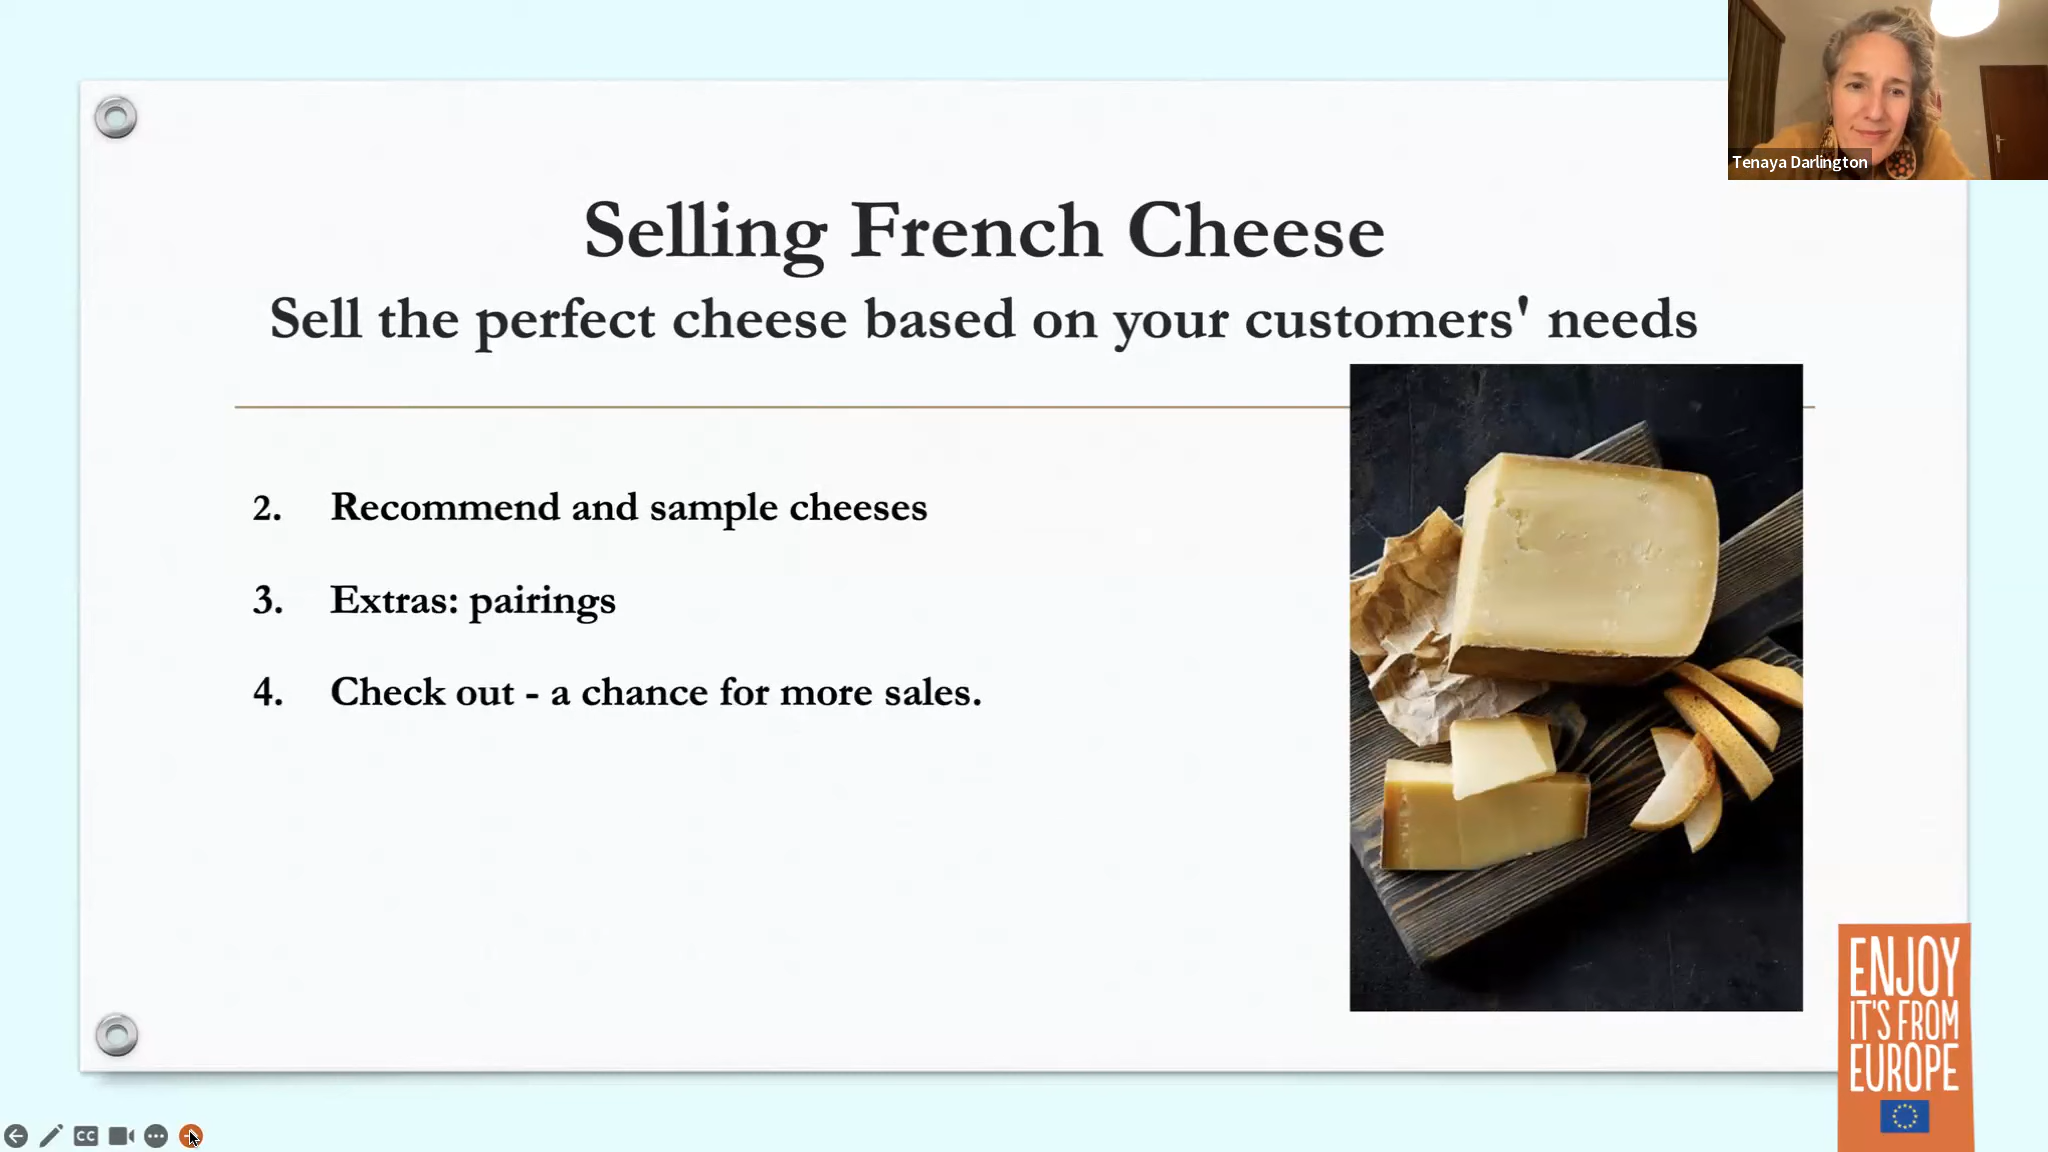 Tenaya Darlington
Selling French Cheese
Sell the perfect cheese based on your customers' needs
2. Recommend and sample cheeses
3. Extras: pairings
4. Check out - a chance for more sales.
ENJOY
IT'S FROM
EUROPE
CC